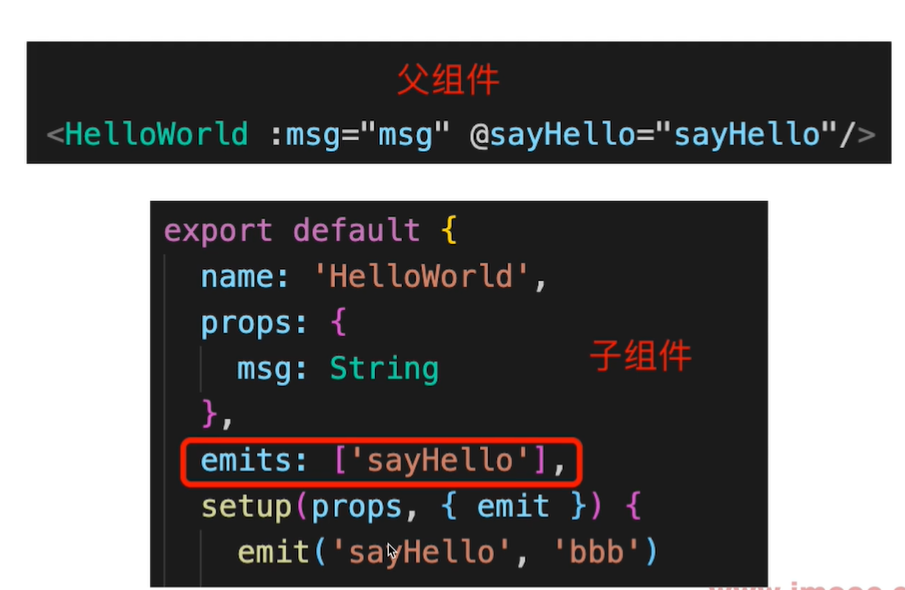 父组件
<HelloWorld :msg="msg" @sayHello="sayHello"/>
export default {
name: 'HelloWorld',
props: {
msg: String
子组件
},
emits: ['sayHello'],
setup(props, { emit }) {
emit('sayHello', 'bbb')